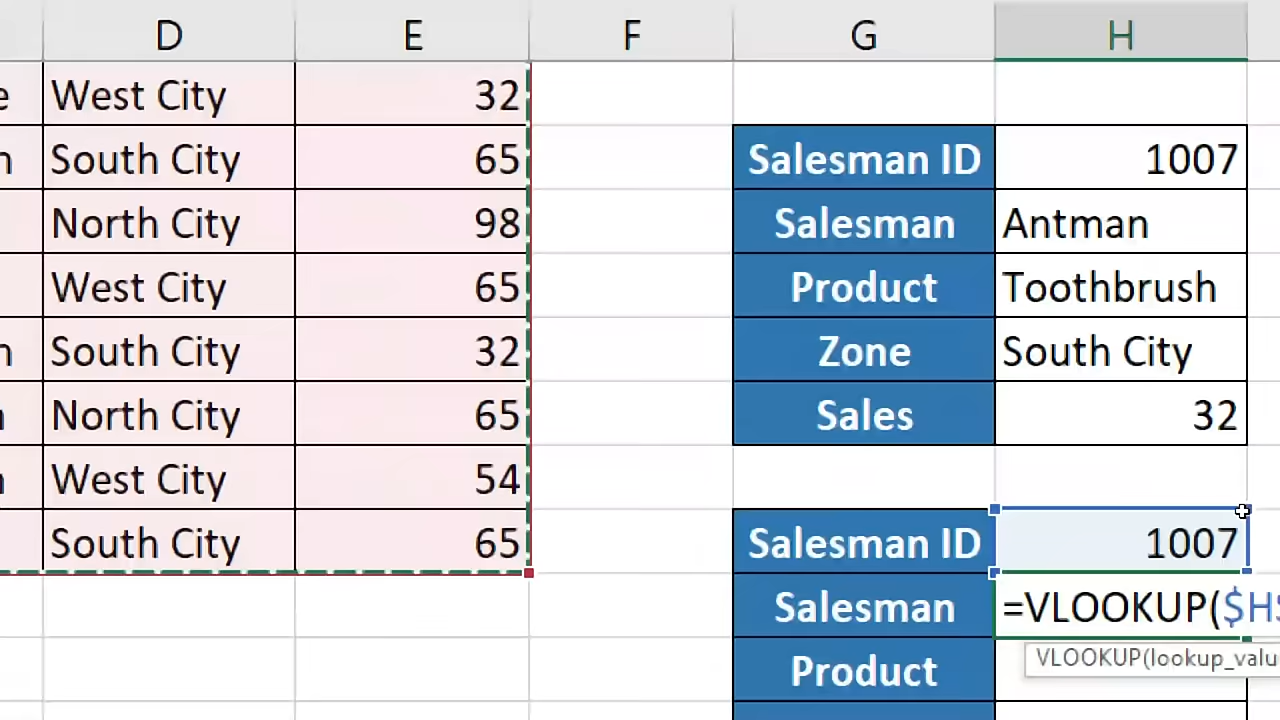 D E F G H
e West City 32
n South City 65 Salesman ID 1007
North City 98 Salesman Antman
West City 65 Product Toothbrush
n South City 32 Zone South City
North City 65 Sales 32
West City 54
South City 65 Salesman ID 1007
Salesman =VLOOKUP($H$
VLOOKUP(lookup_valu
Product